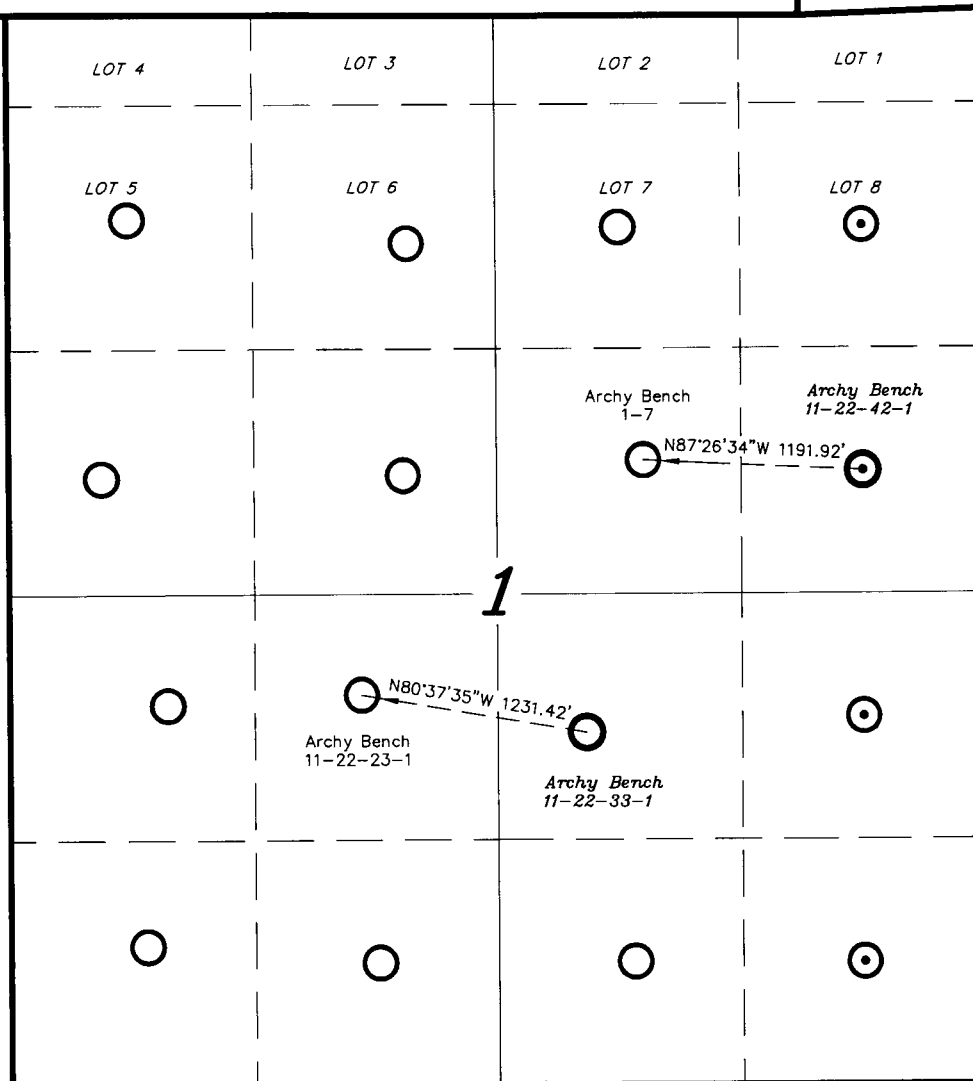 LOT 4
LOT 3
LOT 2
LOT 1
LOT 5
LOT 6
LOT 7
LOT 8
Archy Bench
1-7
Archy Bench
11-22-42-1
N87°26'34"W 1191.92'
1
N80°37'35"W 1231.42'
Archy Bench
11-22-23-1
Archy Bench
11-22-33-1